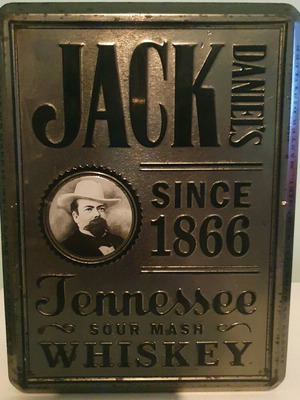 JACK
DANIEL'S
SINCE
1866
Tennessee
SOUR MASH
WHISKEY